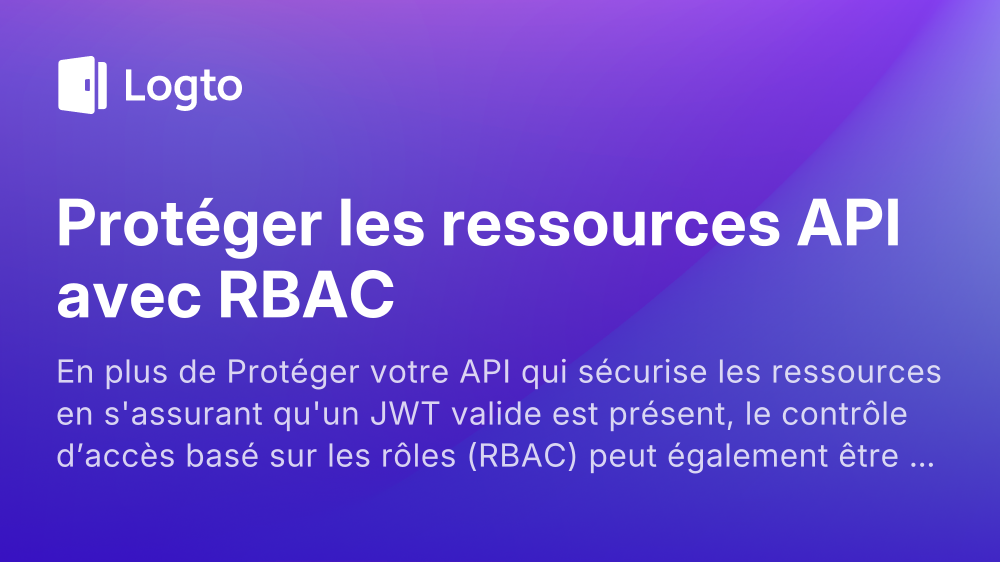 Logto
Protéger les ressources API
avec RBAC
En plus de Protéger votre API qui sécurise les ressources
en s'assurant qu'un JWT valide est présent, le contrôle
d’accès basé sur les rôles (RBAC) peut également être ...